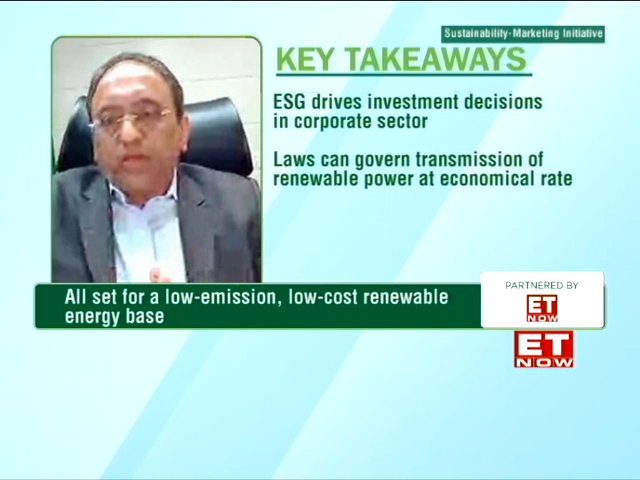 Sustainability-Marketing Initiative
KEY TAKEAWAYS
ESG drives investment decisions
in corporate sector
Laws can govern transmission of
renewable power at economical rate
All set for a low-emission, low-cost renewable
energy base
PARTNERED BY
ET
NOW
ET
NOW